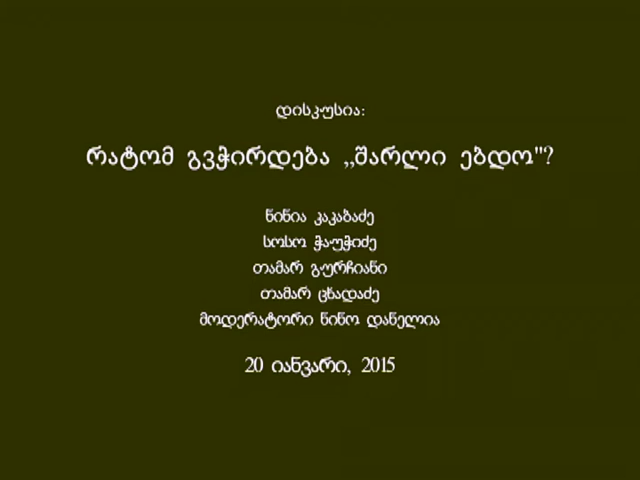 დისკუსია:
რატომ გვჭირდება ,,შარლი ებდო"?
ნინია კაკაბაძე
სოსო ჭაუჭიძე
თამარ გურჩიანი
თამარ ცხადაძე
მოდერატორი ნინო დანელია
20 იანვარი, 2015